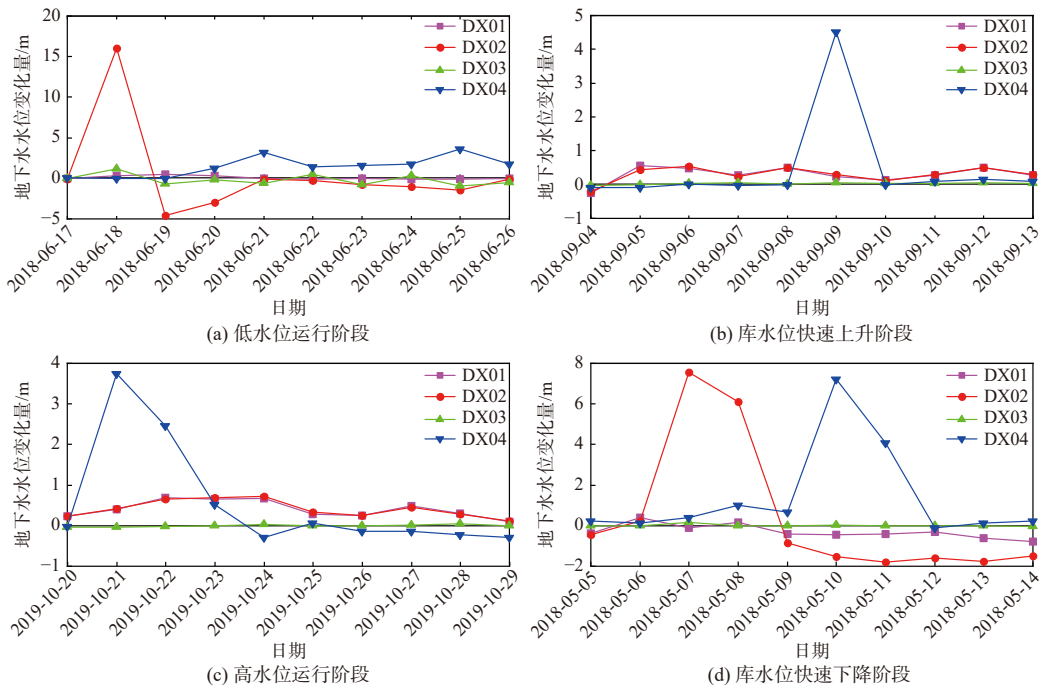 地下水水位变化量/m
20
15
10
5
0
−5
DX01
DX02
DX03
DX04
2018-06-17
2018-06-18
2018-06-19
2018-06-20
2018-06-21
2018-06-22
2018-06-23
2018-06-24
2018-06-25
2018-06-26
日期
(a) 低水位运行阶段
地下水水位变化量/m
5
4
3
2
1
0
−1
DX01
DX02
DX03
DX04
2018-09-04
2018-09-05
2018-09-06
2018-09-07
2018-09-08
2018-09-09
2018-09-10
2018-09-11
2018-09-12
2018-09-13
日期
(b) 库水位快速上升阶段
地下水水位变化量/m
4
3
2
1
0
−1
DX01
DX02
DX03
DX04
2019-10-20
2019-10-21
2019-10-22
2019-10-23
2019-10-24
2019-10-25
2019-10-26
2019-10-27
2019-10-28
2019-10-29
日期
(c) 高水位运行阶段
地下水水位变化量/m
8
6
4
2
0
−2
DX01
DX02
DX03
DX04
2018-05-05
2018-05-06
2018-05-07
2018-05-08
2018-05-09
2018-05-10
2018-05-11
2018-05-12
2018-05-13
2018-05-14
日期
(d) 库水位快速下降阶段